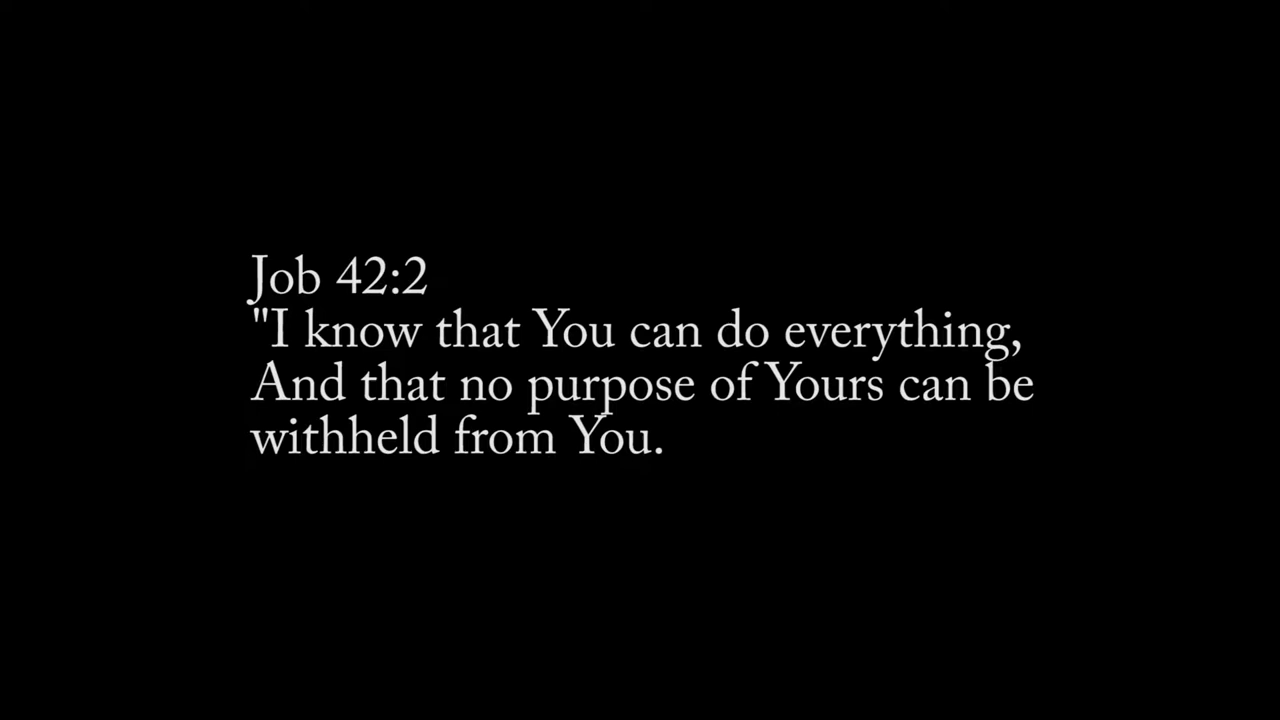 Job 42:2
"I know that You can do everything,
And that no purpose of Yours can be
withheld from You.